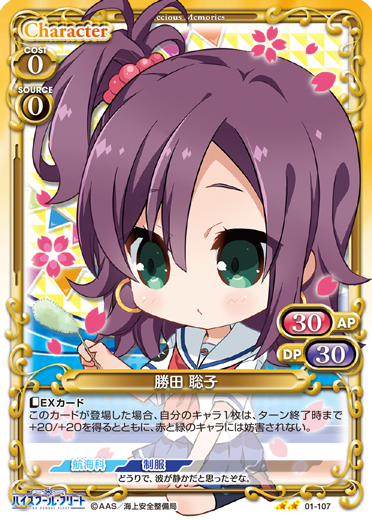 Precious Memories
Character
COST
0
SOURCE
0
30 AP
DP 30
勝田 聡子
EXカード
このカードが登場した場合、自分のキャラ1枚は、ターン終了時まで
+20/+20を得るとともに、赤と緑のキャラには妨害されない。
航海科 制服
どうりで、波が静かだと思ったぞな。
ハイスクール・フリート
HIGH SCHOOL FLEET
©AAS/海上安全整備局
01-107